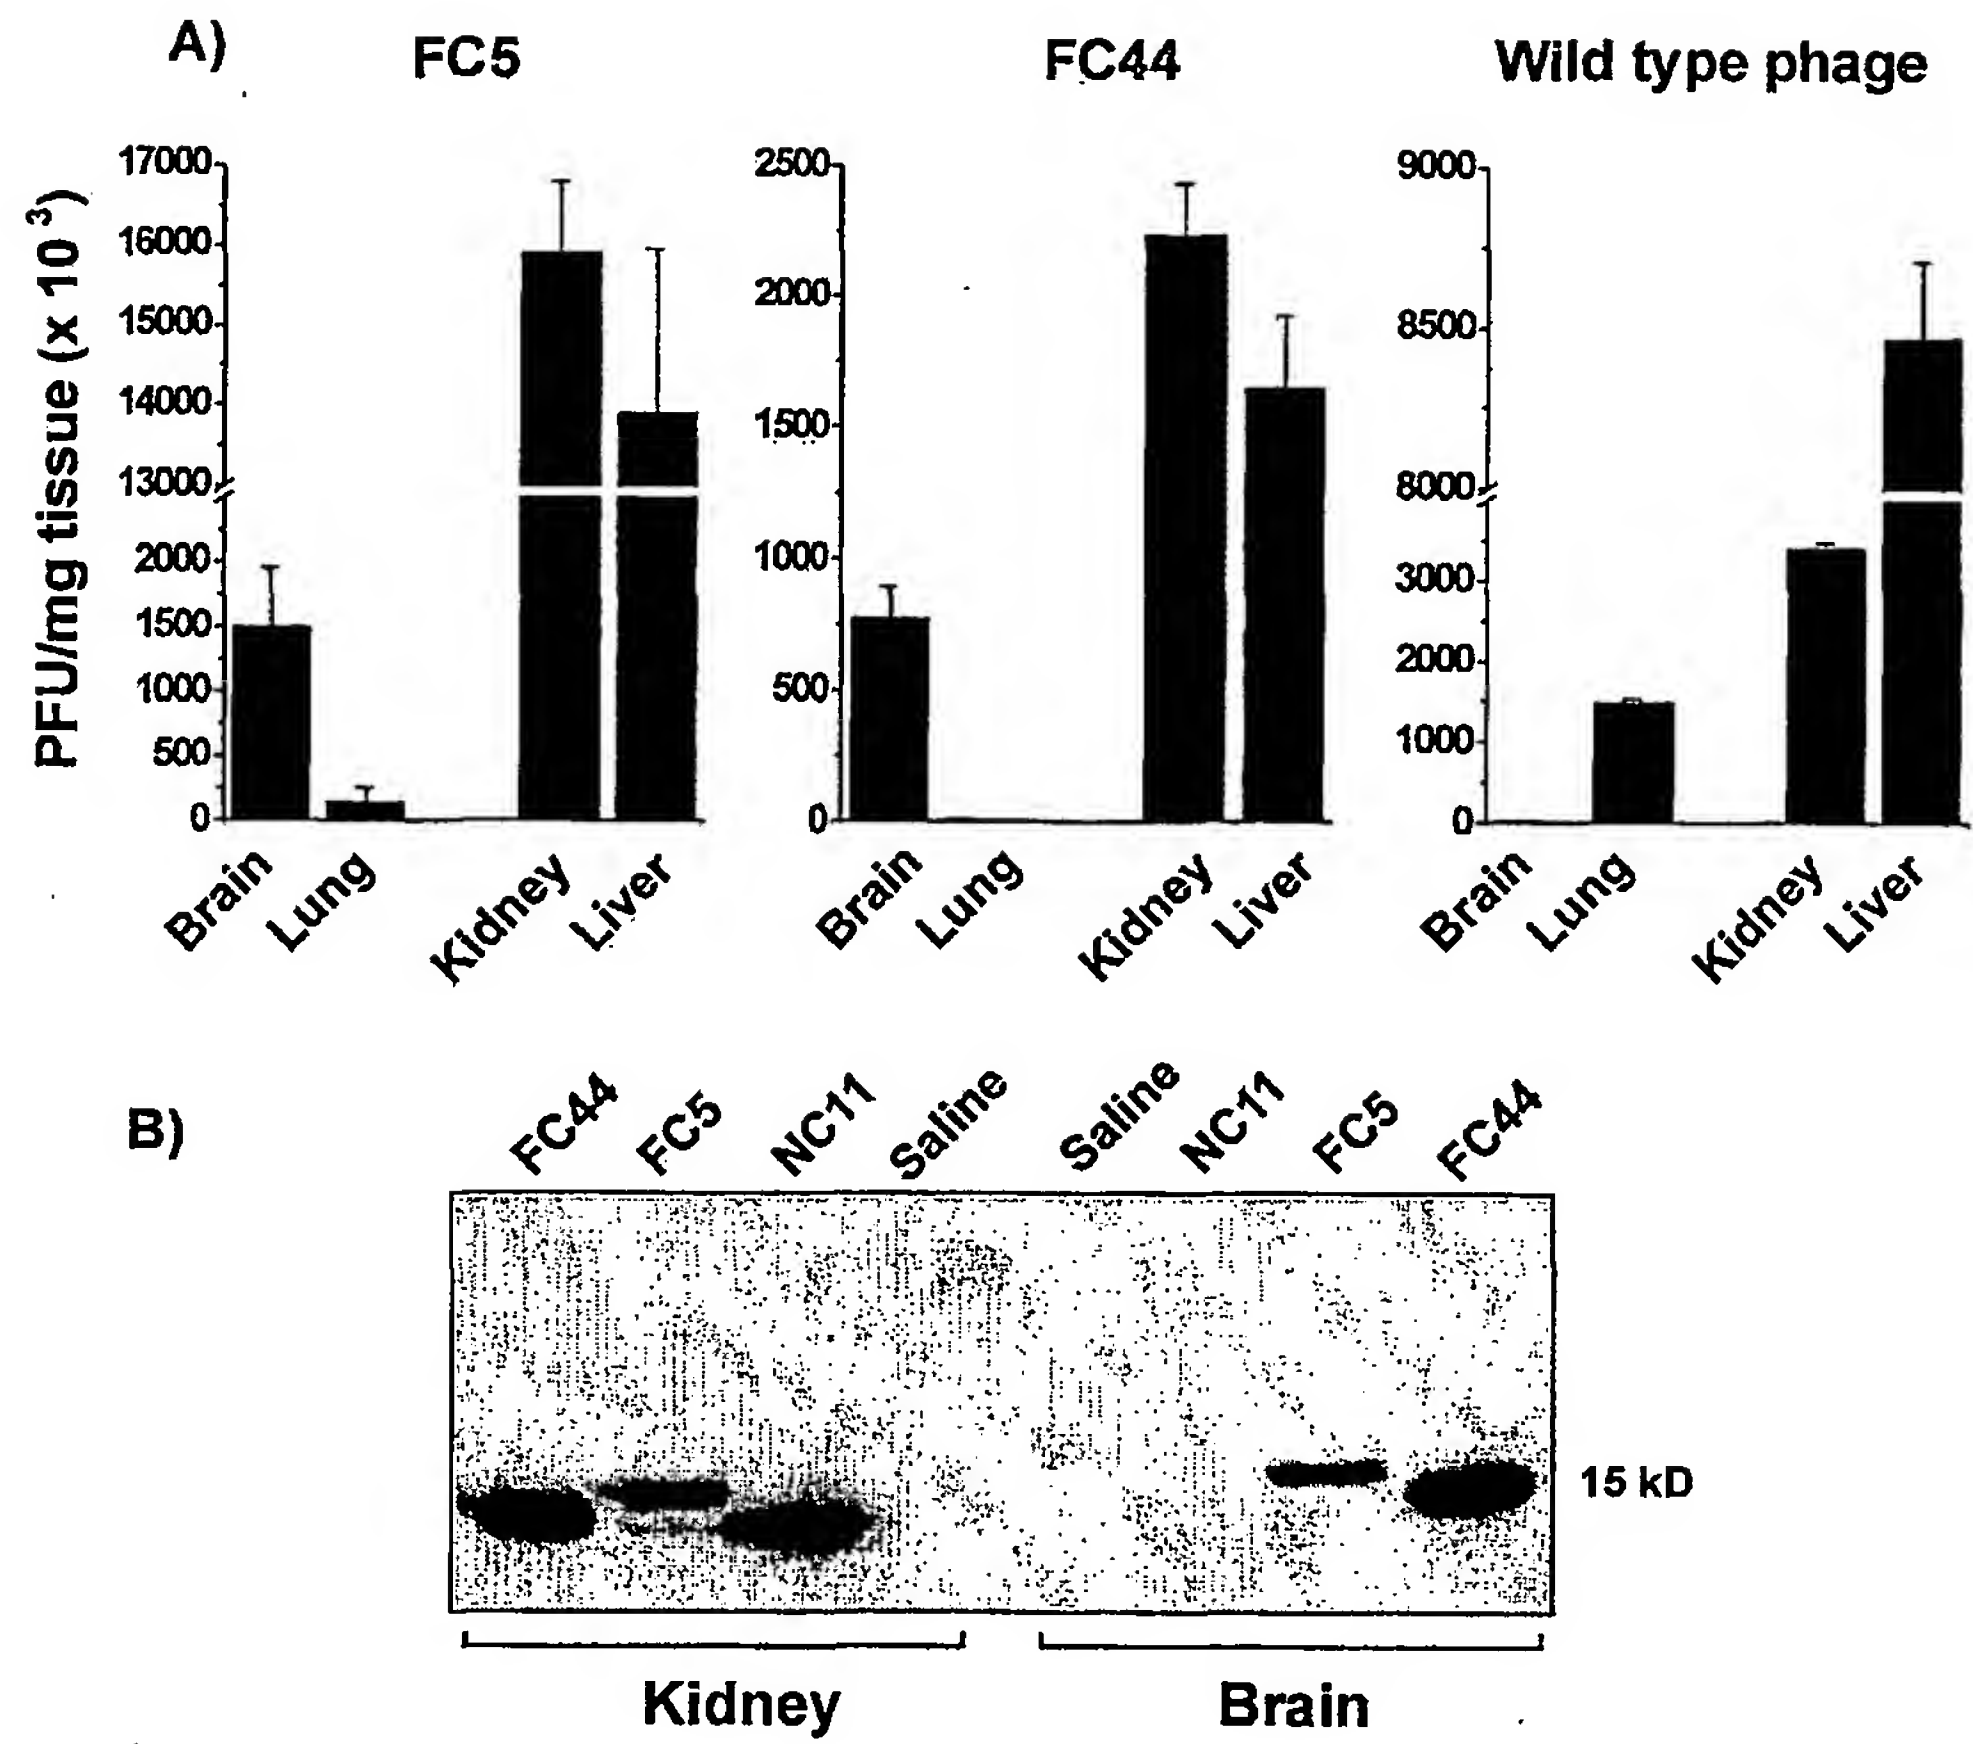 A)
FC5
FC44
Wild type phage
PFU/mg tissue (x 10³)
17000
16000
15000
14000
13000
2000
1500
1000
500
0
Brain
Lung
Kidney
Liver
2500
2000
1500
1000
500
0
Brain
Lung
Kidney
Liver
9000
8500
8000
3000
2000
1000
0
Brain
Lung
Kidney
Liver
B)
FC44
FC5
NC11
Saline
Saline
NC11
FC5
FC44
15 kD
Kidney
Brain